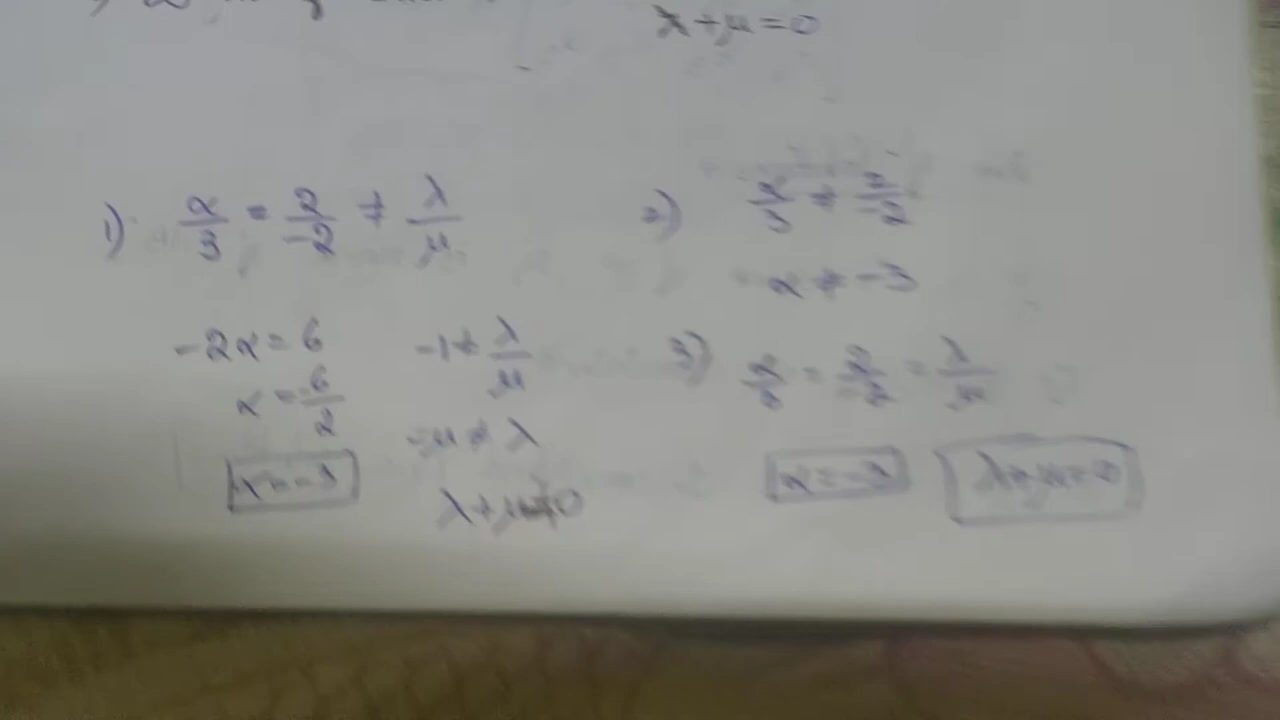 λ+μ=0
1) α/3 = 2/-2 ≠ λ/μ
-2α = 6
α = -6/2
α = -3
-1 ≠ λ/μ
-μ ≠ λ
λ+μ≠0
2) α/3 ≠ 2/-2
α ≠ -3
3) α/3 = 2/-2 = λ/μ
α = -3
λ+μ=0